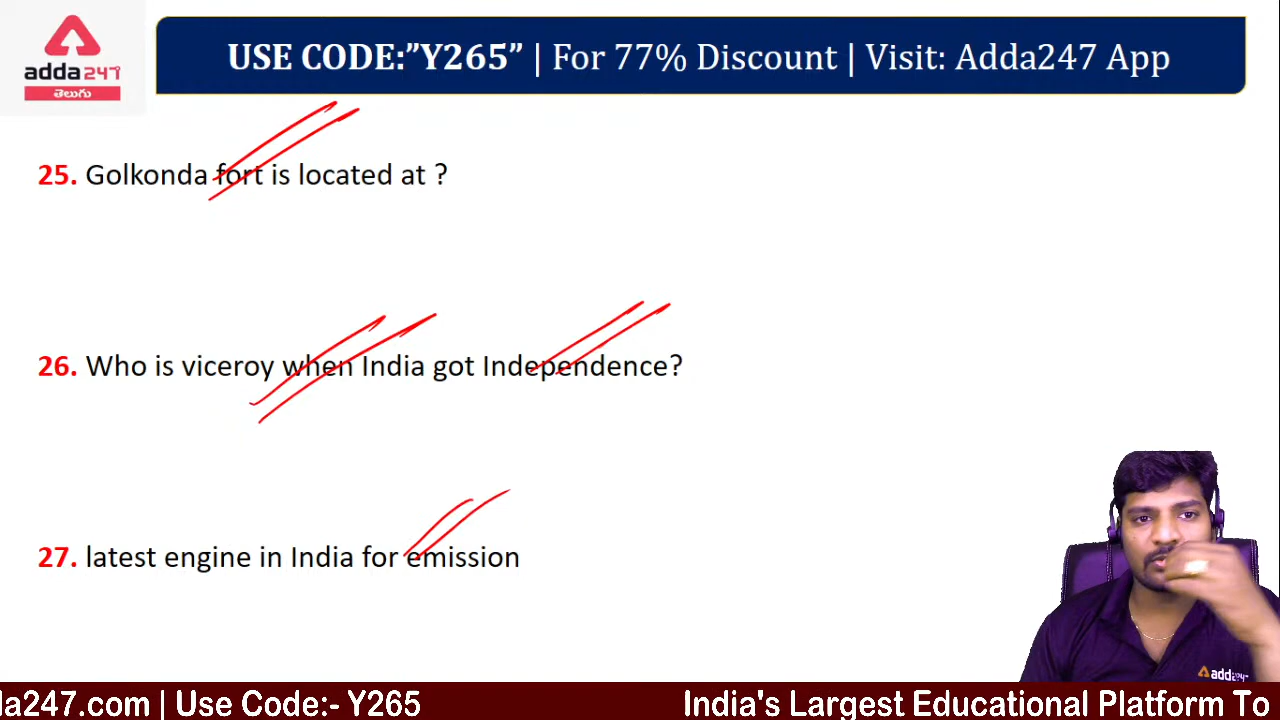 adda247
తెలుగు
USE CODE:”Y265” | For 77% Discount | Visit: Adda247 App
25. Golkonda fort is located at ?
26. Who is viceroy when India got Independence?
27. latest engine in India for emission
adda247
da247.com | Use Code:- Y265
India's Largest Educational Platform To